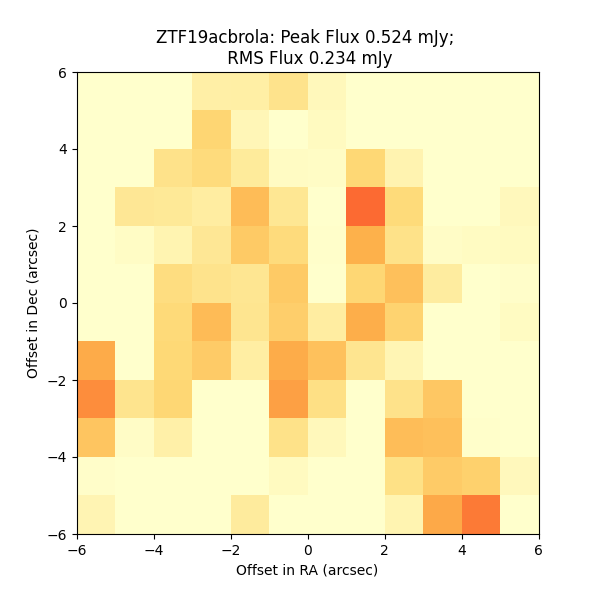 ZTF19acbrola: Peak Flux 0.524 mJy;
RMS Flux 0.234 mJy
6
4
2
0
−2
−4
−6
Offset in Dec (arcsec)
−6 −4 −2 0 2 4 6
Offset in RA (arcsec)